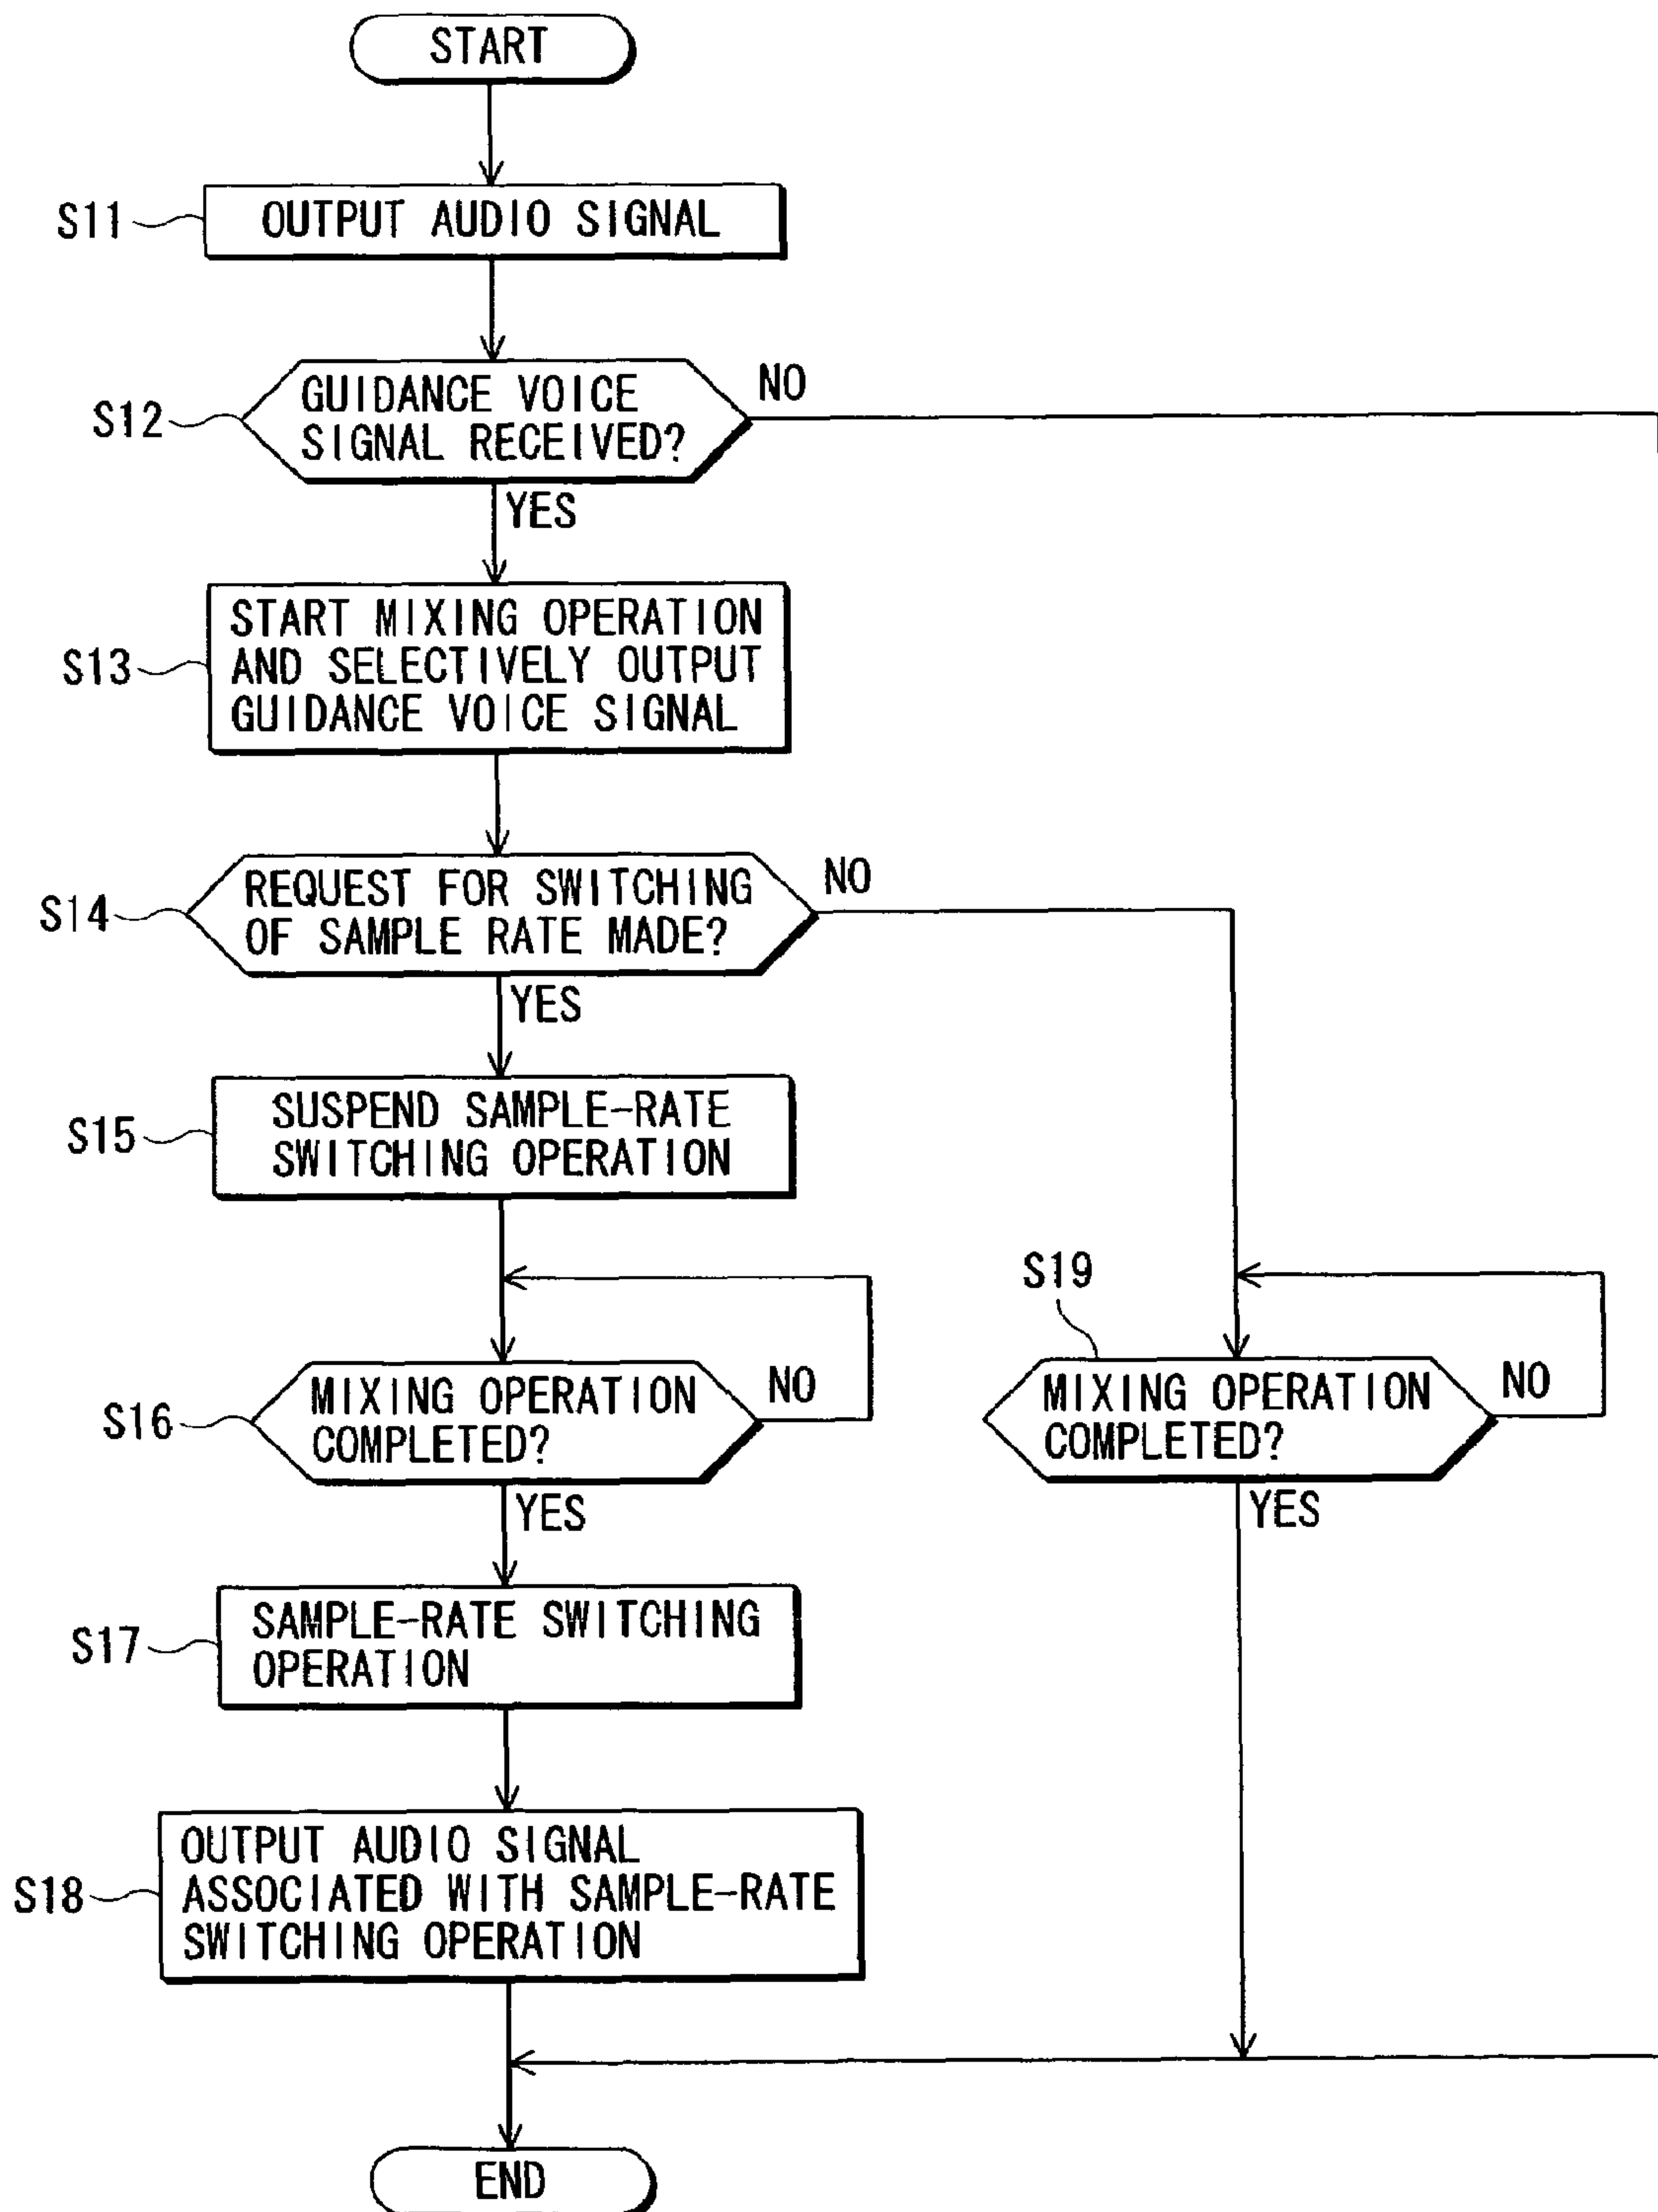 START
S11
OUTPUT AUDIO SIGNAL
S12
GUIDANCE VOICE
SIGNAL RECEIVED?
NO
YES
S13
START MIXING OPERATION
AND SELECTIVELY OUTPUT
GUIDANCE VOICE SIGNAL
S14
REQUEST FOR SWITCHING
OF SAMPLE RATE MADE?
NO
YES
S15
SUSPEND SAMPLE-RATE
SWITCHING OPERATION
S16
MIXING OPERATION
COMPLETED?
NO
YES
S19
MIXING OPERATION
COMPLETED?
NO
YES
S17
SAMPLE-RATE SWITCHING
OPERATION
S18
OUTPUT AUDIO SIGNAL
ASSOCIATED WITH SAMPLE-RATE
SWITCHING OPERATION
END